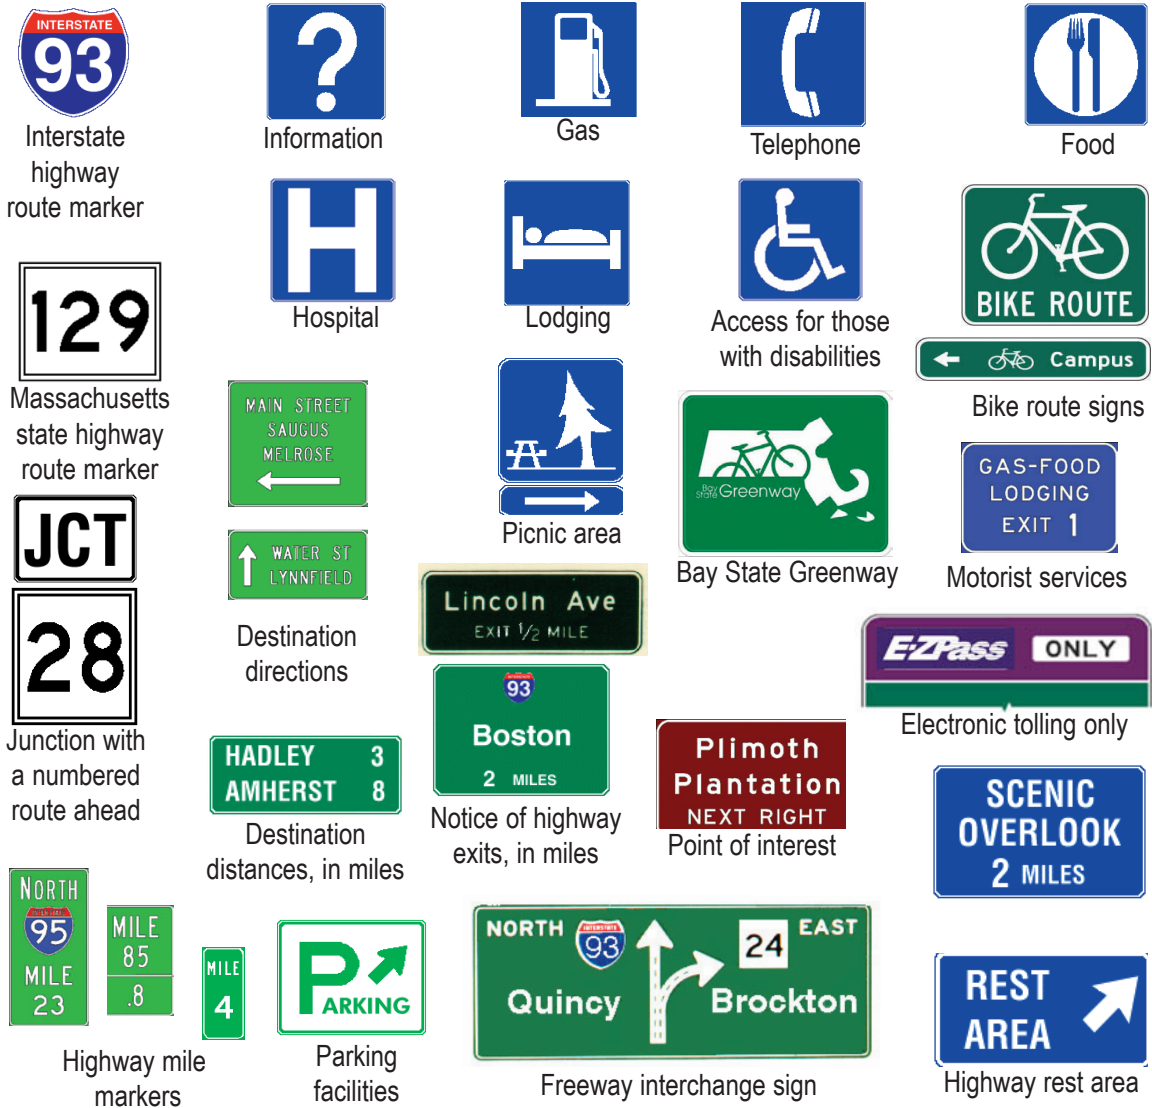 INTERSTATE
93
Interstate
highway
route marker
?
Information
Gas
Telephone
Food
H
Hospital
Lodging
Access for those
with disabilities
BIKE ROUTE
Campus
Bike route signs
129
Massachusetts
state highway
route marker
MAIN STREET
SAUGUS
MELROSE
WATER ST
LYNNFIELD
Destination
directions
Picnic area
Bay
State Greenway
Bay State Greenway
GAS-FOOD
LODGING
EXIT 1
Motorist services
JCT
28
Junction with
a numbered
route ahead
Lincoln Ave
EXIT 1/2 MILE
INTERSTATE
93
Boston
2 MILES
Notice of highway
exits, in miles
E-ZPass ONLY
Electronic tolling only
HADLEY 3
AMHERST 8
Destination
distances, in miles
Plimoth
Plantation
NEXT RIGHT
Point of interest
SCENIC
OVERLOOK
2 MILES
NORTH
INTERSTATE
95
MILE
23
MILE
85
.8
MILE
4
Highway mile
markers
PARKING
Parking
facilities
NORTH INTERSTATE 93 24 EAST
Quincy Brockton
Freeway interchange sign
REST
AREA
Highway rest area